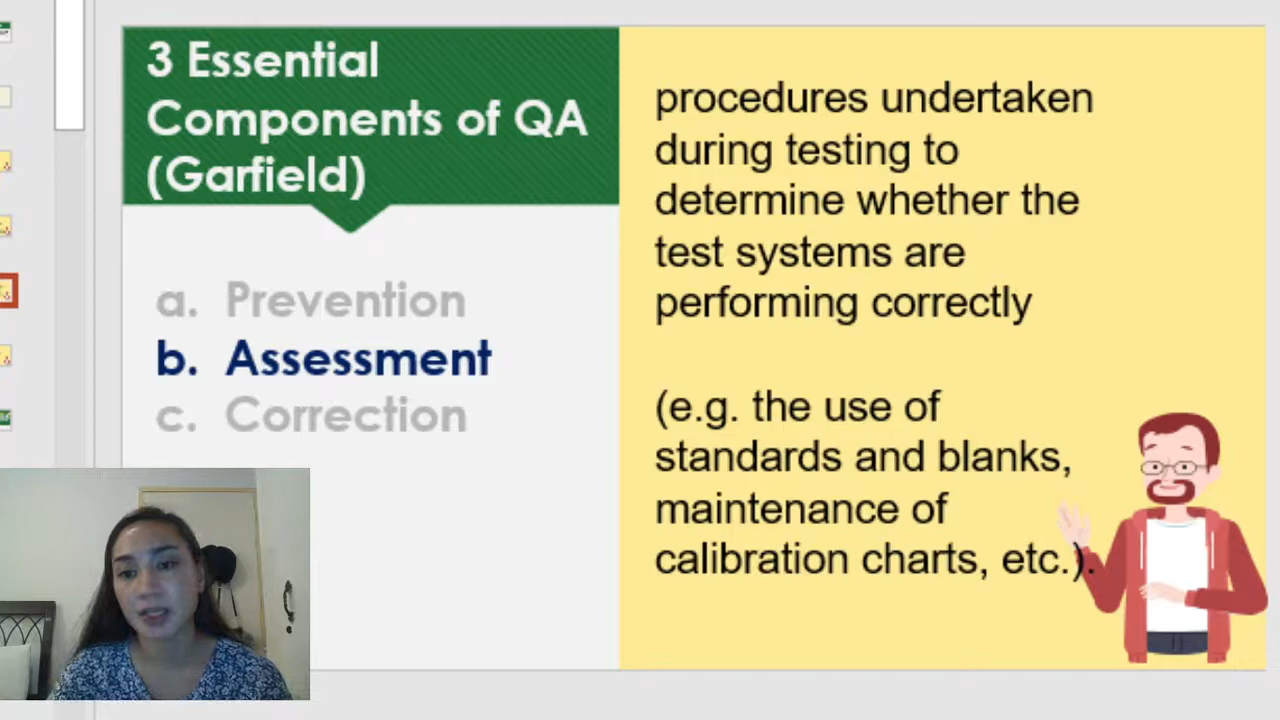 3 Essential
Components of QA
(Garfield)
a. Prevention
b. Assessment
c. Correction
procedures undertaken
during testing to
determine whether the
test systems are
performing correctly
(e.g. the use of
standards and blanks,
maintenance of
calibration charts, etc.).